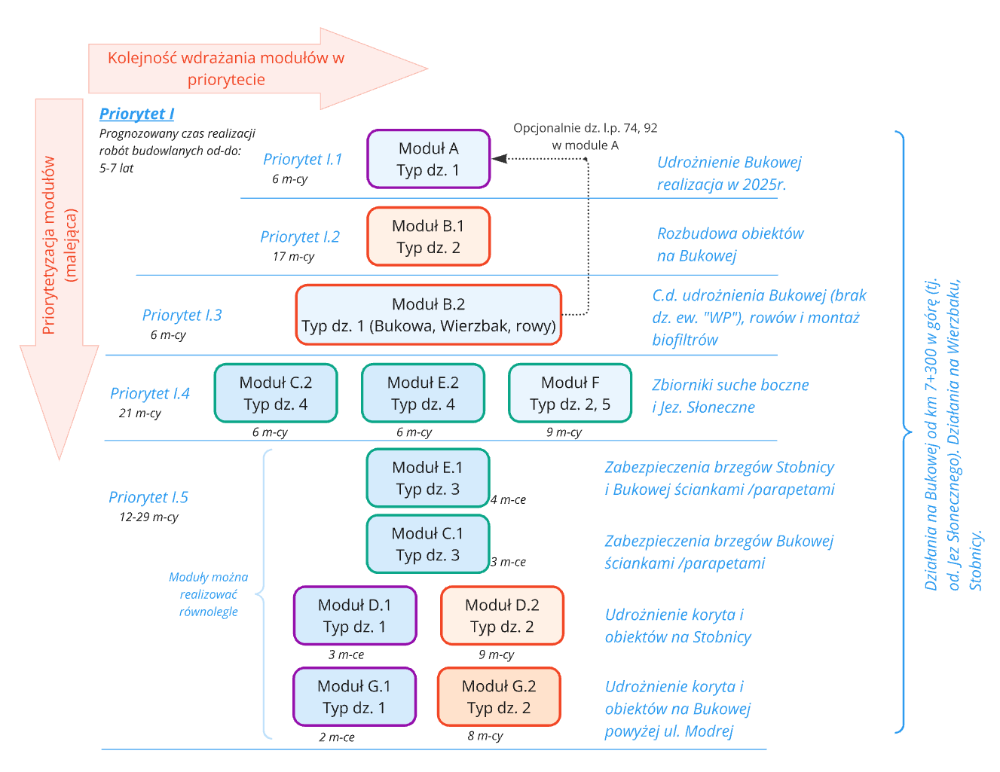 Kolejność wdrażania modułów w
priorytecie
Priorytetyzacja modułów
(malejąca)
Priorytet I
Prognozowany czas realizacji
robót budowlanych od-do:
5-7 lat
Opcjonalnie dz. l.p. 74, 92
w module A
Priorytet I.1
6 m-cy
Moduł A
Typ dz. 1
Udrożnienie Bukowej
realizacja w 2025r.
Priorytet I.2
17 m-cy
Moduł B.1
Typ dz. 2
Rozbudowa obiektów
na Bukowej
Priorytet I.3
6 m-cy
Moduł B.2
Typ dz. 1 (Bukowa, Wierzbak, rowy)
C.d. udrożnienia Bukowej (brak
dz. ew. "WP"), rowów i montaż
biofiltrów
Priorytet I.4
21 m-cy
Moduł C.2
Typ dz. 4
6 m-cy
Moduł E.2
Typ dz. 4
6 m-cy
Moduł F
Typ dz. 2, 5
9 m-cy
Zbiorniki suche boczne
i Jez. Słoneczne
Priorytet I.5
12-29 m-cy
Moduły można
realizować
równolegle
Moduł E.1
Typ dz. 3
4 m-ce
Zabezpieczenia brzegów Stobnicy
i Bukowej ściankami /parapetami
Moduł C.1
Typ dz. 3
3 m-ce
Zabezpieczenia brzegów Bukowej
ściankami /parapetami
Moduł D.1
Typ dz. 1
3 m-ce
Moduł D.2
Typ dz. 2
9 m-cy
Udrożnienie koryta i
obiektów na Stobnicy
Moduł G.1
Typ dz. 1
2 m-ce
Moduł G.2
Typ dz. 2
8 m-cy
Udrożnienie koryta i
obiektów na Bukowej
powyżej ul. Modrej
Działania na Bukowej od km 7+300 w górę (tj.
od. Jez Słonecznego). Działania na Wierzbaku,
Stobnicy.